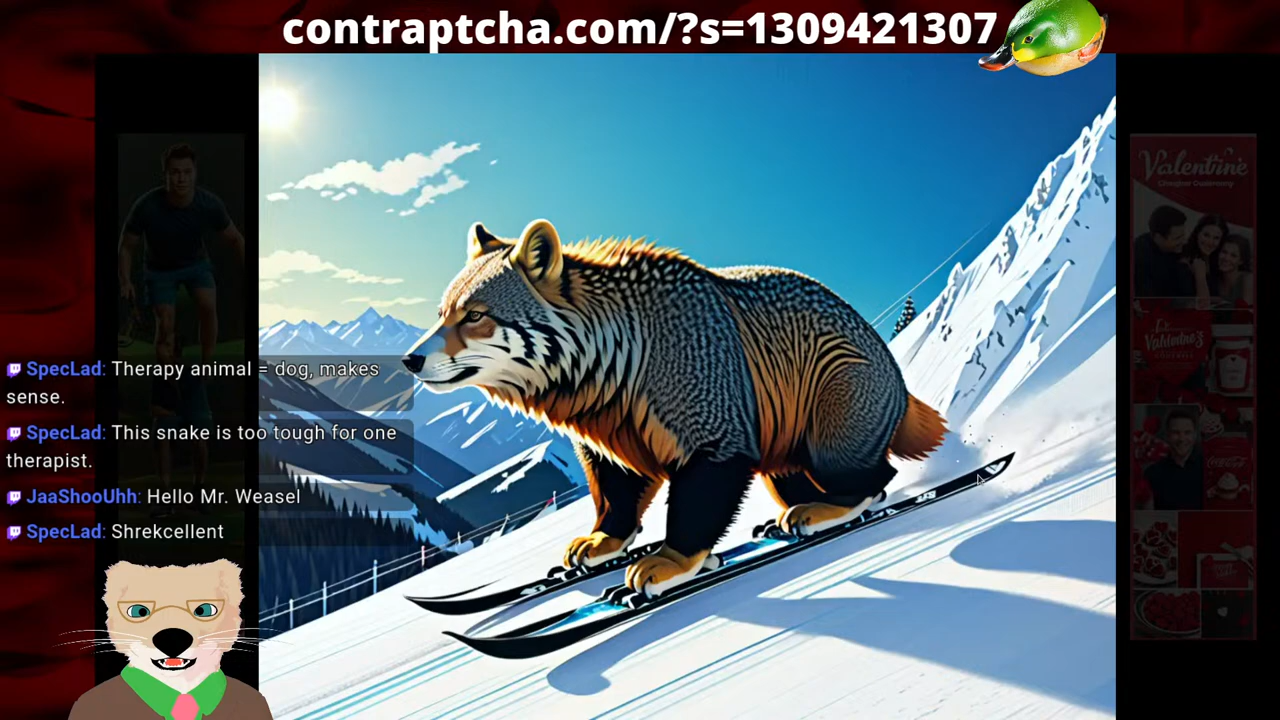 contraptcha.com/?s=1309421307
Valentine
SpecLad: Therapy animal = dog, makes
sense.
SpecLad: This snake is too tough for one
therapist.
JaaShooUhh: Hello Mr. Weasel
SpecLad: Shrekcellent